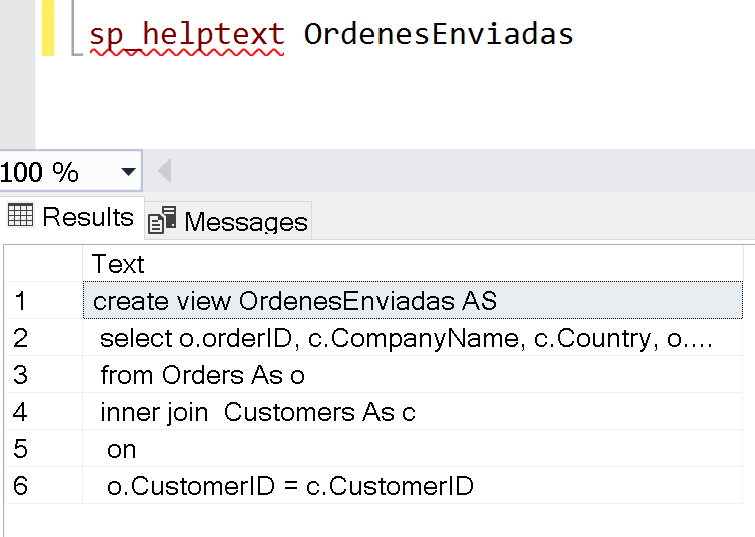 sp_helptext OrdenesEnviadas
100 %
Results Messages
Text
1 create view OrdenesEnviadas AS
2 select o.orderID, c.CompanyName, c.Country, o....
3 from Orders As o
4 inner join  Customers As c
5 on
6 o.CustomerID = c.CustomerID